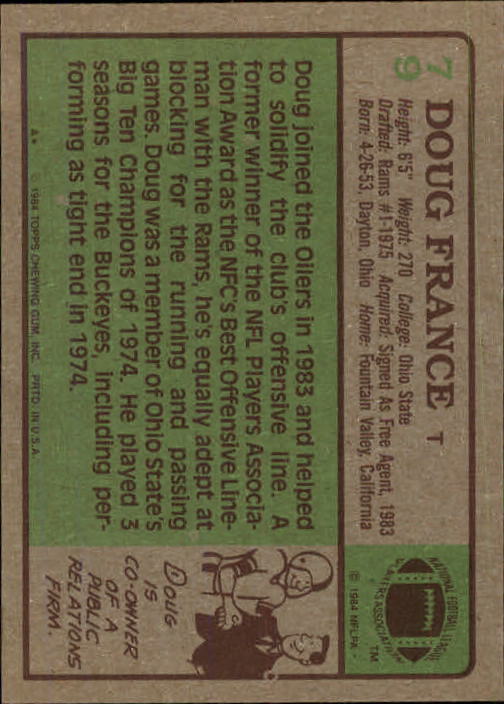 79
DOUG FRANCE T
Height: 6'5" Weight: 270 College: Ohio State
Drafted: Rams #1-1975 Acquired: Signed As Free Agent, 1983
Born: 4-26-53, Dayton, Ohio Home: Fountain Valley, California
NATIONAL FOOTBALL LEAGUE
PLAYERS ASSOCIATION
TM
© 1984 NFLPA
Doug joined the Oilers in 1983 and helped
to solidify the club's offensive line. A
former winner of the NFL Players Associa-
tion Award as the NFC's Best Offensive Line-
man with the Rams, he's equally adept at
blocking for the running and passing
games. Doug was a member of Ohio State's
Big Ten Champions of 1974. He played 3
seasons for the Buckeyes, including per-
forming as tight end in 1974.
DOUG
IS
CO-OWNER
OF A
PUBLIC
RELATIONS
FIRM.
A* © 1984 TOPPS CHEWING GUM, INC. PRTD. IN U.S.A.